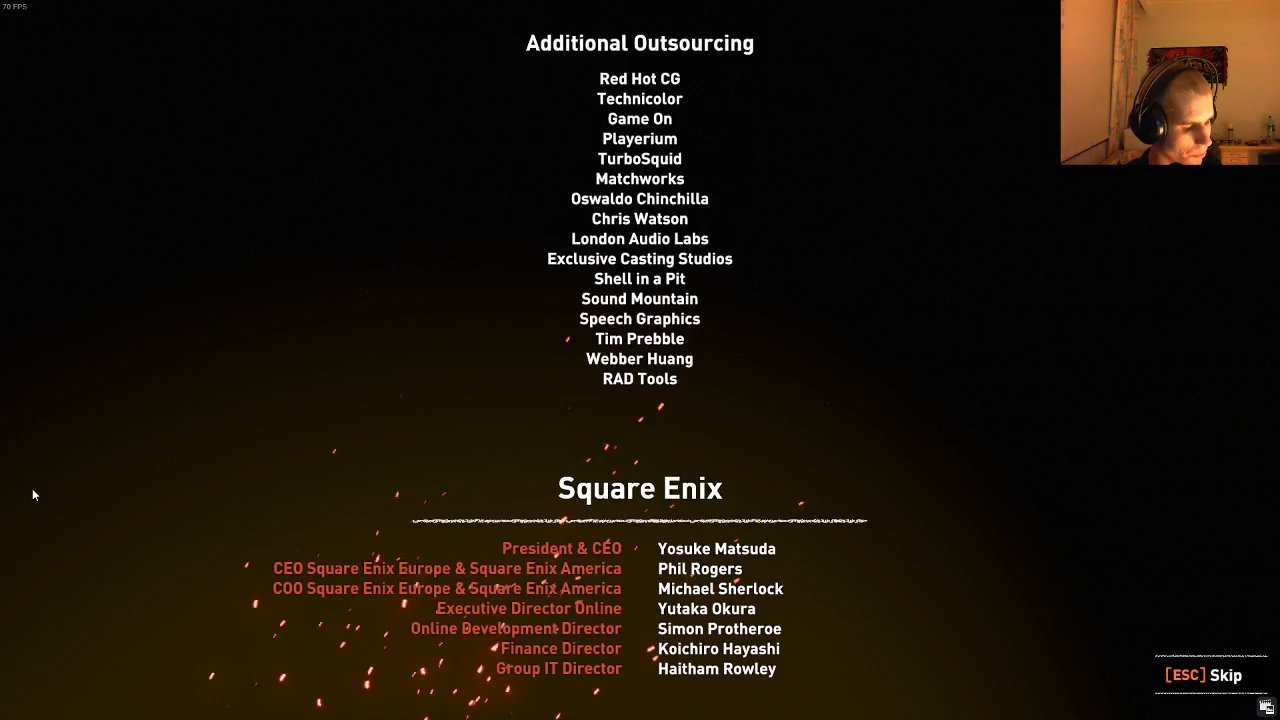 70 FPS
Additional Outsourcing
Red Hot CG
Technicolor
Game On
Playerium
TurboSquid
Matchworks
Oswaldo Chinchilla
Chris Watson
London Audio Labs
Exclusive Casting Studios
Shell in a Pit
Sound Mountain
Speech Graphics
Tim Prebble
Webber Huang
RAD Tools
Square Enix
President & CEO Yosuke Matsuda
CEO Square Enix Europe & Square Enix America Phil Rogers
COO Square Enix Europe & Square Enix America Michael Sherlock
Executive Director Online Yutaka Okura
Online Development Director Simon Protheroe
Finance Director Koichiro Hayashi
Group IT Director Haitham Rowley
[ESC] Skip